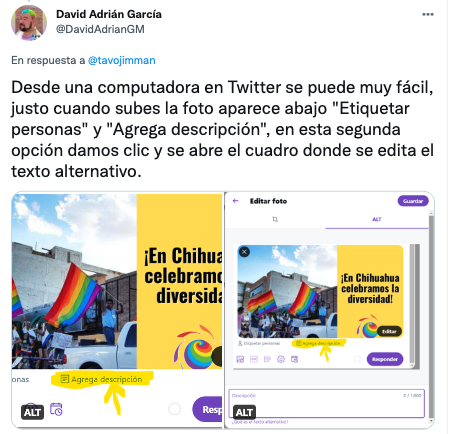 David Adrián García
@DavidAdrianGM
En respuesta a @tavojimman
Desde una computadora en Twitter se puede muy fácil,
justo cuando subes la foto aparece abajo "Etiquetar
personas" y "Agrega descripción", en esta segunda
opción damos clic y se abre el cuadro donde se edita el
texto alternativo.
¡En Chihuahua
celebramo
diversida
onas
Agrega descripción
Resp
ALT
Editar foto
Guardar
ALT
¡En Chihuahua
celebramos la
diversidad!
Editar
Etiquetar personas
Agrega descripción
Responder
Descripción
0 / 1,000
ALT
¿Qué es el texto alternativo?